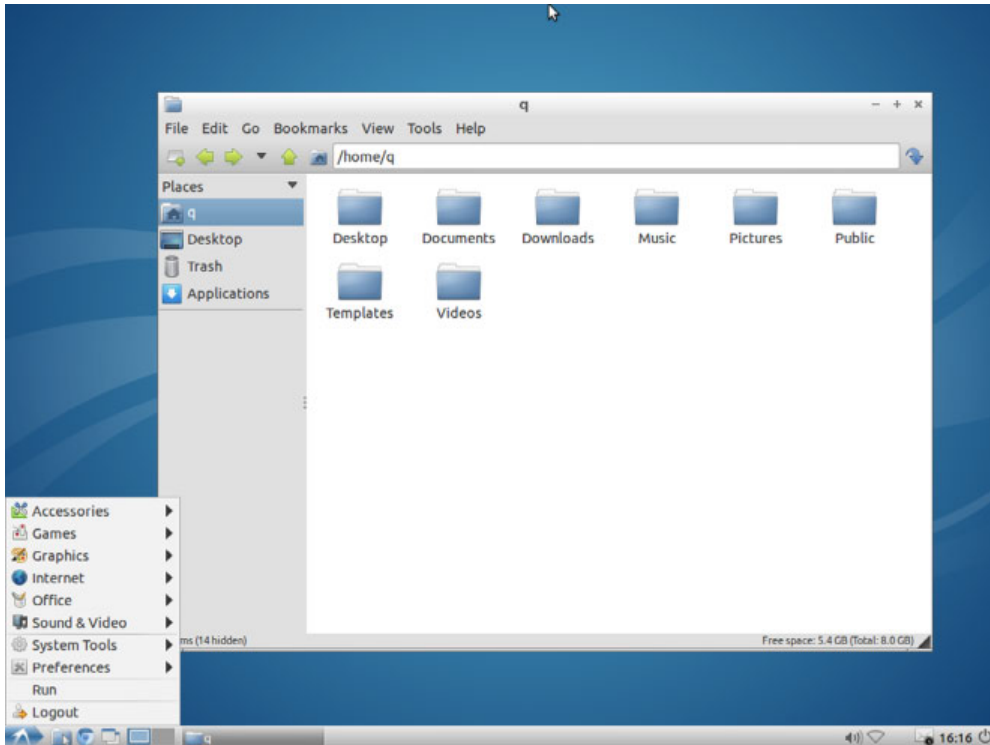 q
File Edit Go Bookmarks View Tools Help
/home/q
Places
q
Desktop
Trash
Applications
Desktop Documents Downloads Music Pictures Public
Templates Videos
Accessories
Games
Graphics
Internet
Office
Sound & Video
System Tools
Preferences
Run
Logout
ms (14 hidden) Free space: 5.4 GB (Total: 8.0 GB)
q 16:16